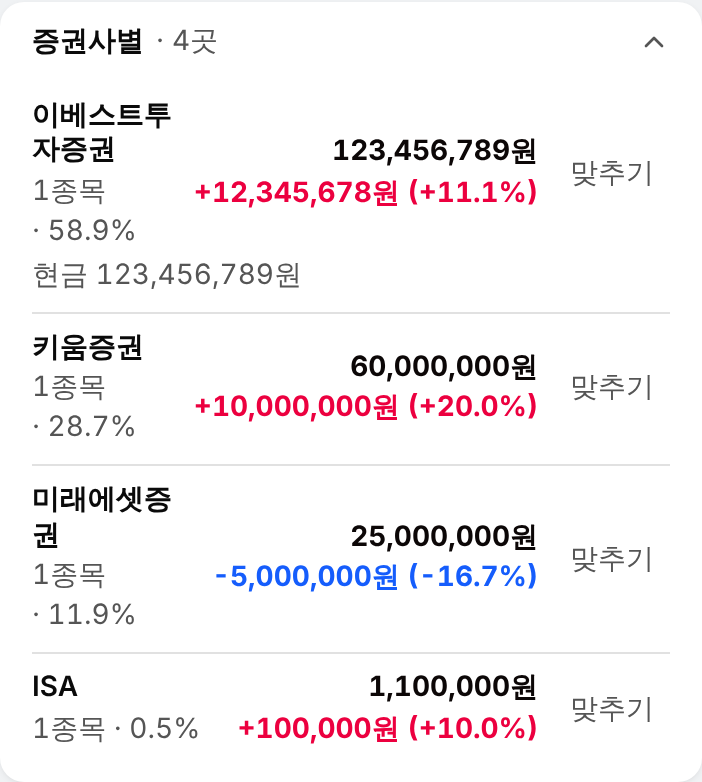 증권사별 · 4곳
이베스트투
자증권
1종목
· 58.9%
현금 123,456,789원
123,456,789원
+12,345,678원 (+11.1%)
맞추기
키움증권
1종목
· 28.7%
60,000,000원
+10,000,000원 (+20.0%)
맞추기
미래에셋증
권
1종목
· 11.9%
25,000,000원
-5,000,000원 (-16.7%)
맞추기
ISA
1종목 · 0.5%
1,100,000원
+100,000원 (+10.0%)
맞추기